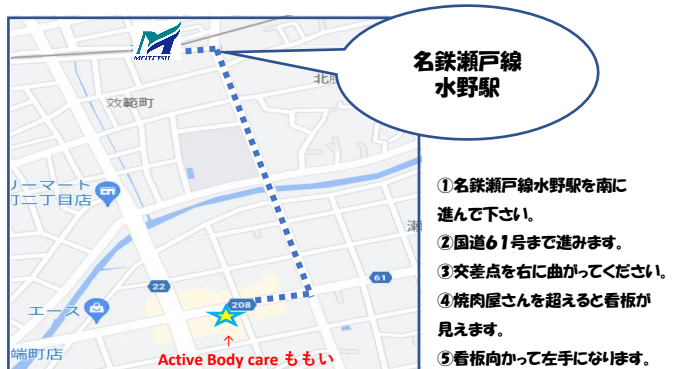 MEITETSU
名鉄瀬戸線
水野駅
効範町
ノーマート
丁二丁目店
22
208
61
エース
端町店
↑
Active Body care ももい
①名鉄瀬戸線水野駅を南に
進んで下さい。
②国道61号まで進みます。
③交差点を右に曲がってください。
④焼肉屋さんを超えると看板が
見えます。
⑤看板向かって左手になります。